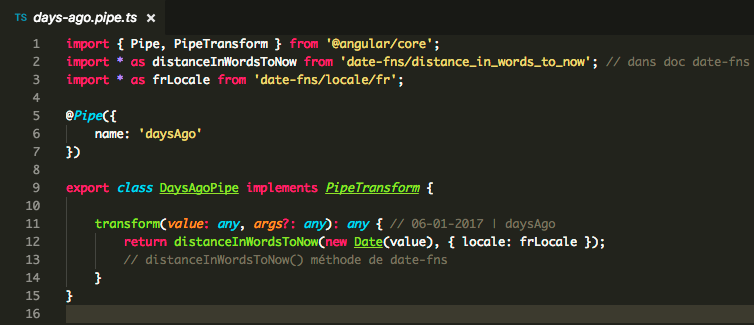 TS days-ago.pipe.ts ×
1 import { Pipe, PipeTransform } from '@angular/core';
2 import * as distanceInWordsToNow from 'date-fns/distance_in_words_to_now'; // dans doc date-fns
3 import * as frLocale from 'date-fns/locale/fr';
4
5 @Pipe({
6     name: 'daysAgo'
7 })
8
9 export class DaysAgoPipe implements PipeTransform {
10
11     transform(value: any, args?: any): any { // 06-01-2017 | daysAgo
12         return distanceInWordsToNow(new Date(value), { locale: frLocale });
13         // distanceInWordsToNow() méthode de date-fns
14     }
15 }
16